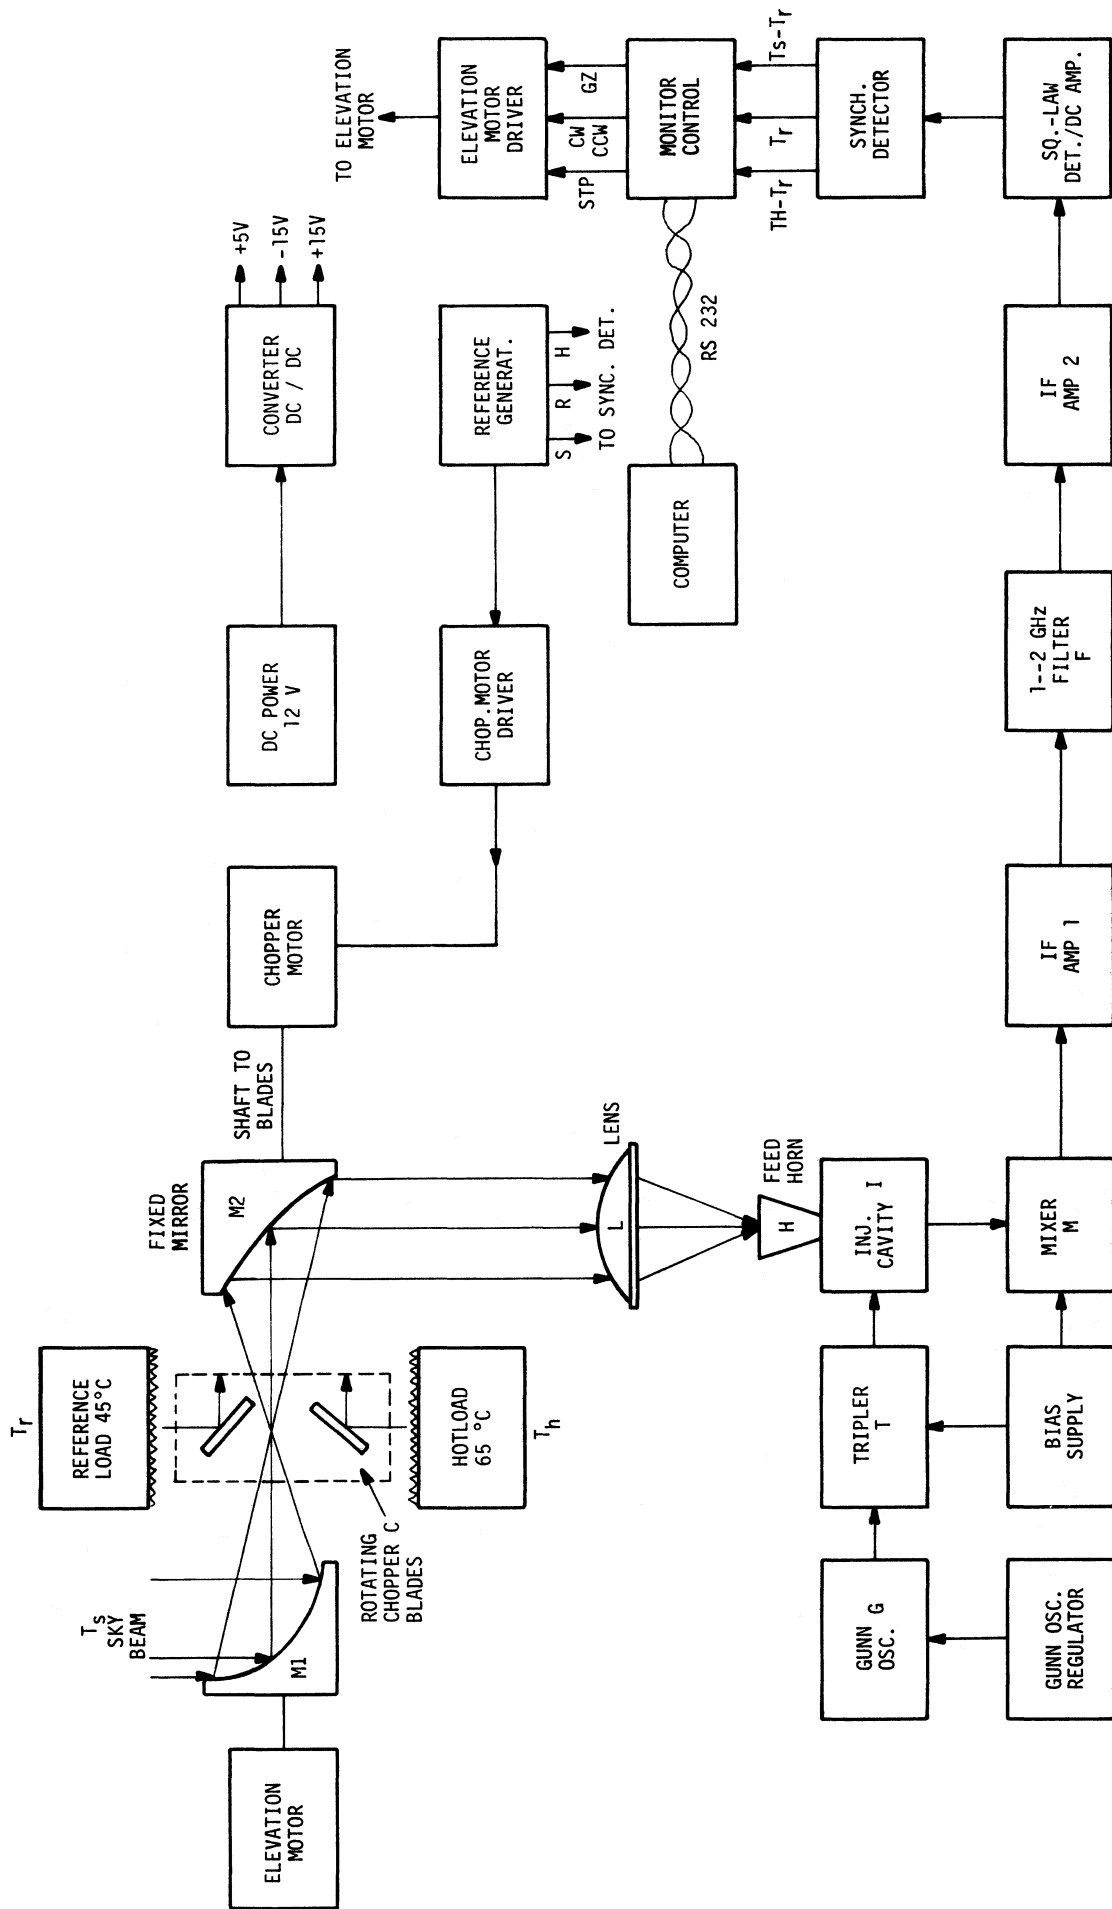 ELEVATION
MOTOR
T_s
SKY
BEAM
M1
T_r
REFERENCE
LOAD 45°C
HOTLOAD
65 °C
T_h
ROTATING
CHOPPER C
BLADES
FIXED
MIRROR
M2
SHAFT TO
BLADES
CHOPPER
MOTOR
DC POWER
12 V
CONVERTER
DC / DC
+5V
-15V
+15V
CHOP.MOTOR
DRIVER
REFERENCE
GENERAT.
S
R
H
TO SYNC. DET.
TO ELEVATION
MOTOR
ELEVATION
MOTOR
DRIVER
STP
CW
CCW
GZ
MONITOR
CONTROL
RS 232
COMPUTER
TH-Tr
Tr
Ts-Tr
SYNCH.
DETECTOR
LENS
L
FEED
HORN
H
GUNN G
OSC.
TRIPLER
T
INJ. I
CAVITY
GUNN OSC.
REGULATOR
BIAS
SUPPLY
MIXER
M
IF
AMP 1
1--2 GHz
FILTER
F
IF
AMP 2
SQ.-LAW
DET./DC AMP.